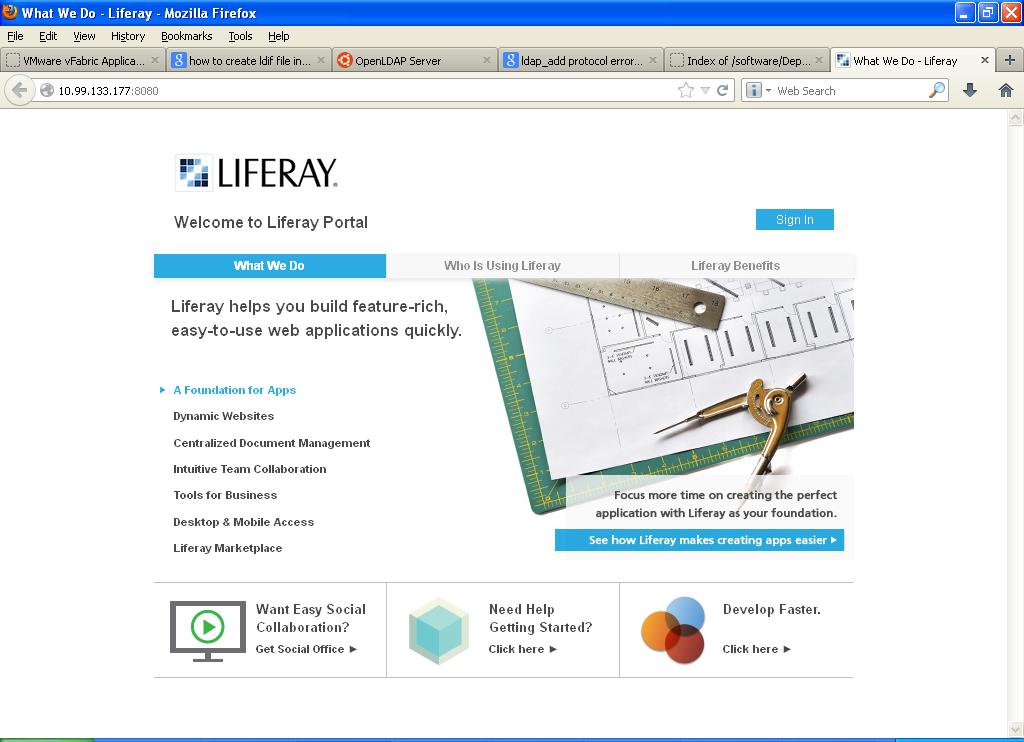 What We Do - Liferay - Mozilla Firefox
File Edit View History Bookmarks Tools Help
VMware vFabric Applica...
how to create ldif file in...
OpenLDAP Server
ldap_add protocol error...
Index of /software/Dep...
What We Do - Liferay
10.99.133.177:8080
Web Search
LIFERAY.
Welcome to Liferay Portal
Sign In
What We Do
Who Is Using Liferay
Liferay Benefits
Liferay helps you build feature-rich,
easy-to-use web applications quickly.
A Foundation for Apps
Dynamic Websites
Centralized Document Management
Intuitive Team Collaboration
Tools for Business
Desktop & Mobile Access
Liferay Marketplace
Focus more time on creating the perfect
application with Liferay as your foundation.
See how Liferay makes creating apps easier
Want Easy Social
Collaboration?
Get Social Office
Need Help
Getting Started?
Click here
Develop Faster.
Click here